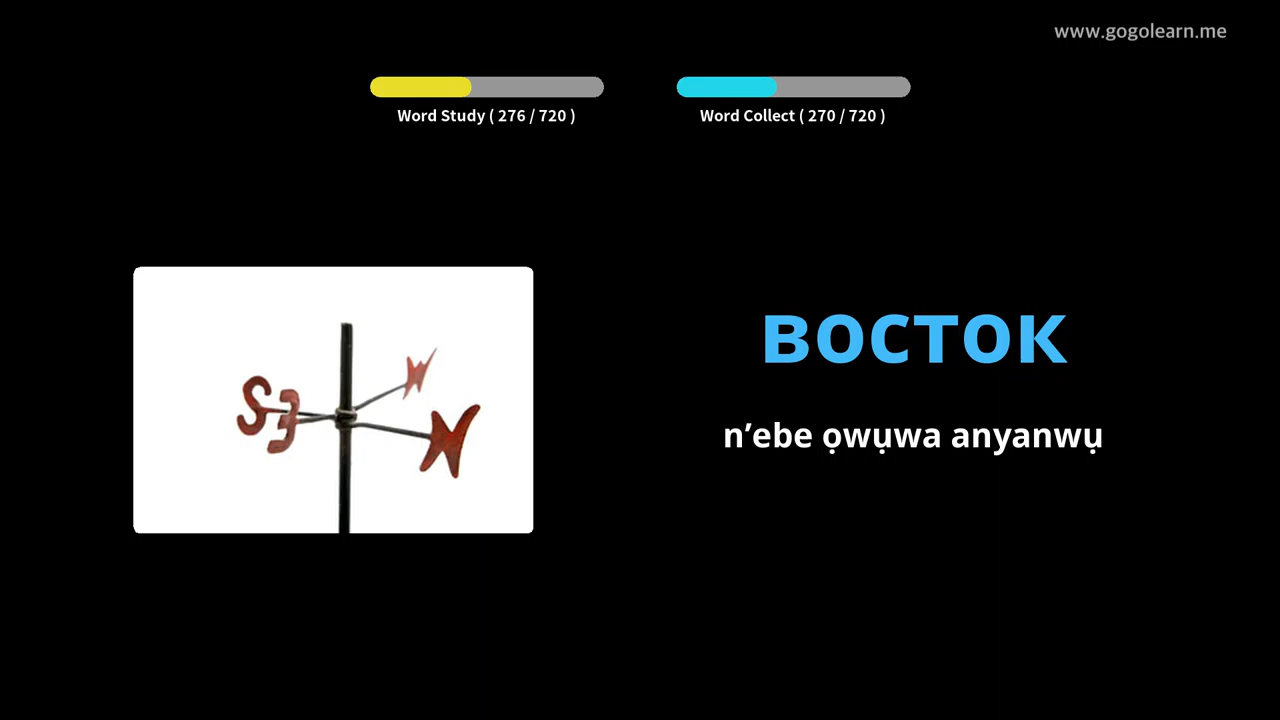 www.gogolearn.me
Word Study ( 276 / 720 )
Word Collect ( 270 / 720 )
восток
n’ebe ọwụwa anyanwụ
S E N N